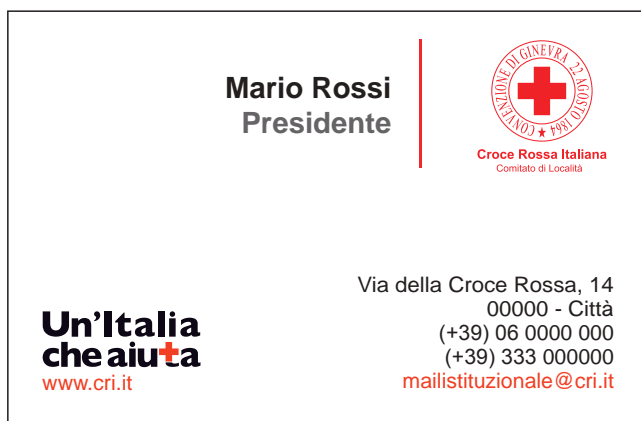 Mario Rossi
Presidente
CONVENZIONE DI GINEVRA 22 AGOSTO 1864 ★
Croce Rossa Italiana
Comitato di Località
Via della Croce Rossa, 14
00000 - Città
(+39) 06 0000 000
(+39) 333 000000
mailistituzionale@cri.it
Un'Italia
che aiuta
www.cri.it